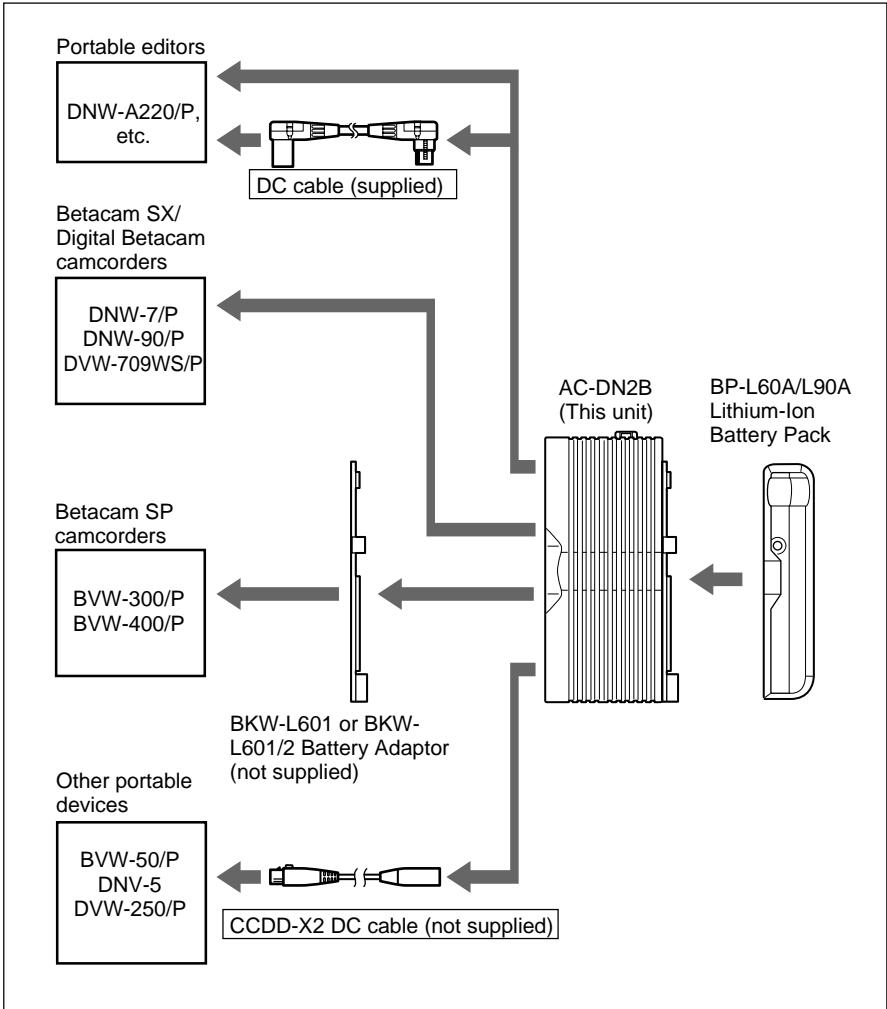 Portable editors
DNW-A220/P,
etc.
DC cable (supplied)
Betacam SX/
Digital Betacam
camcorders
DNW-7/P
DNW-90/P
DVW-709WS/P
AC-DN2B
(This unit)
BP-L60A/L90A
Lithium-Ion
Battery Pack
Betacam SP
camcorders
BVW-300/P
BVW-400/P
BKW-L601 or BKW-
L601/2 Battery Adaptor
(not supplied)
Other portable
devices
BVW-50/P
DNV-5
DVW-250/P
CCDD-X2 DC cable (not supplied)